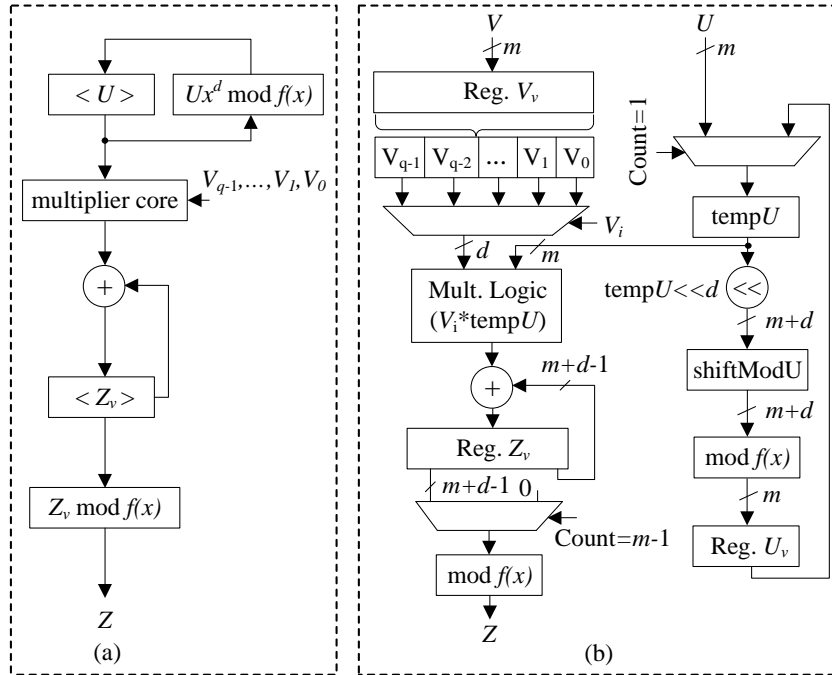 < U >
Ux^d mod f(x)
multiplier core
V_{q-1},...,V_1,V_0
+
< Z_v >
Z_v mod f(x)
Z
(a)
V
m
Reg. V_v
V_{q-1} V_{q-2} ... V_1 V_0
V_i
d
m
Mult. Logic
(V_i*tempU)
+
m+d-1
Reg. Z_v
m+d-1
0
Count=m-1
mod f(x)
Z
U
m
Count=1
tempU
tempU<<d
<<
m+d
shiftModU
m+d
mod f(x)
m
Reg. U_v
(b)